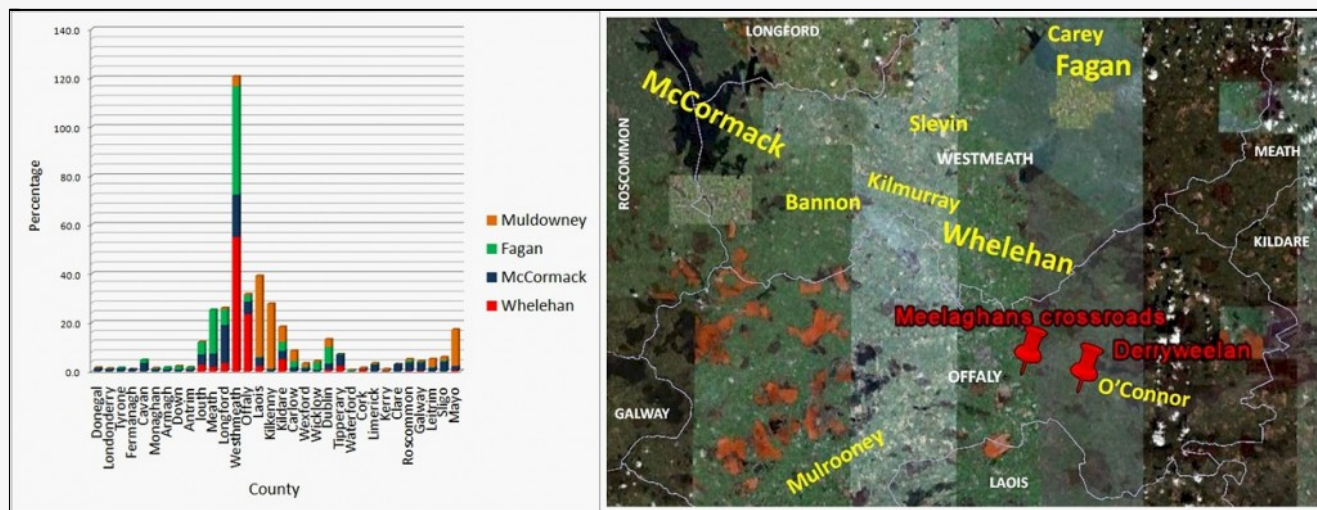 140.0
120.0
100.0
80.0
60.0
40.0
20.0
0.0
Percentage
Donegal
Londonderry
Tyrone
Fermanagh
Cavan
Monaghan
Armagh
Down
Antrim
Louth
Meath
Longford
Westhmeath
Offaly
Laois
Kilkenny
Kildare
Carlow
Wexford
Wicklow
Dublin
Tipperary
Waterford
Cork
Limerick
Kerry
Clare
Roscommon
Galway
Leitrim
Sligo
Mayo
County
Muldowney
Fagan
McCormack
Whelehan
LONGFORD
Carey
Fagan
McCormack
Slevin
ROSCOMMON
WESTMEATH
MEATH
Kilmurray
Bannon
Whelehan
KILDARE
Meelaghans crossroads
Derryweelan
OFFALY
O'Connor
GALWAY
Mulrooney
LAOIS